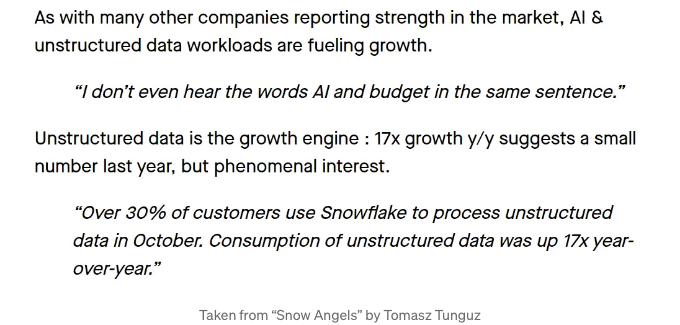 As with many other companies reporting strength in the market, AI &
unstructured data workloads are fueling growth.
“I don’t even hear the words AI and budget in the same sentence.”
Unstructured data is the growth engine : 17x growth y/y suggests a small
number last year, but phenomenal interest.
“Over 30% of customers use Snowflake to process unstructured
data in October. Consumption of unstructured data was up 17x year-
over-year.”
Taken from “Snow Angels” by Tomasz Tunguz